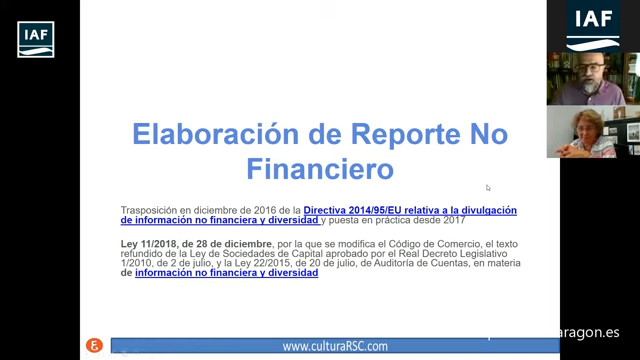 IAF
IAF
Elaboración de Reporte No
Financiero
Trasposición en diciembre de 2016 de la Directiva 2014/95/EU relativa a la divulgación
de información no financiera y diversidad y puesta en práctica desde 2017
Ley 11/2018, de 28 de diciembre, por la que se modifica el Código de Comercio, el texto
refundido de la Ley de Sociedades de Capital aprobado por el Real Decreto Legislativo
1/2010, de 2 de julio, y la Ley 22/2015, de 20 de julio, de Auditoría de Cuentas, en materia
de información no financiera y diversidad
www.culturaRSC.com
aragon.es